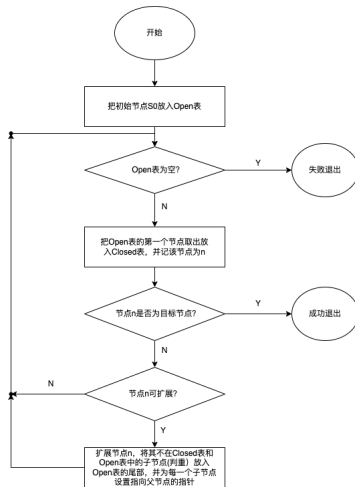 开始
把初始节点S0放入Open表
Open表为空?
Y
失败退出
N
把Open表的第一个节点取出放
入Closed表，并记该节点为n
节点n是否为目标节点?
Y
成功退出
N
节点n可扩展?
N
Y
扩展节点n，将其不在Closed表和
Open表中的子节点(判重）放入
Open表的尾部，并为每一个子节点
设置指向父节点的指针